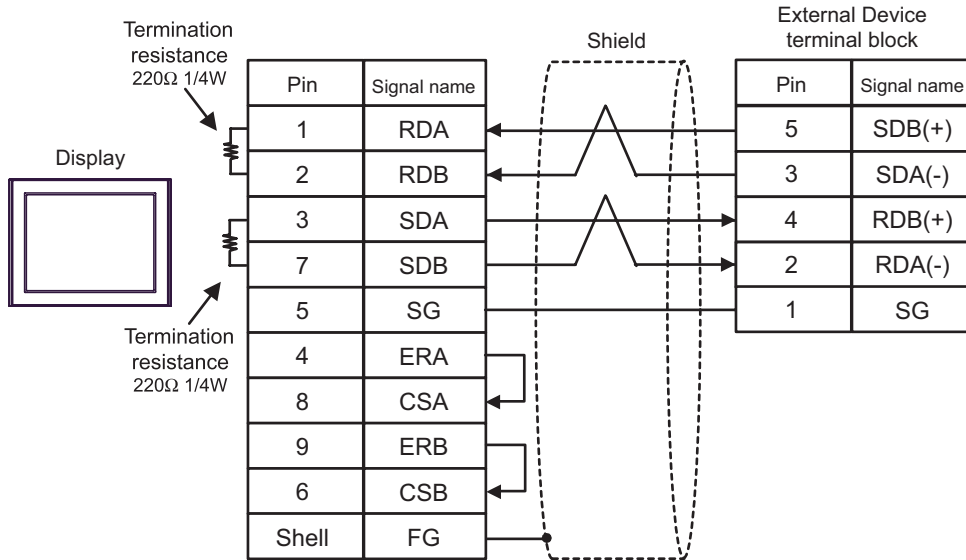 Termination
resistance
220Ω 1/4W
Display
Termination
resistance
220Ω 1/4W
Pin Signal name
1 RDA
2 RDB
3 SDA
7 SDB
5 SG
4 ERA
8 CSA
9 ERB
6 CSB
Shell FG
Shield
External Device
terminal block
Pin Signal name
5 SDB(+)
3 SDA(-)
4 RDB(+)
2 RDA(-)
1 SG